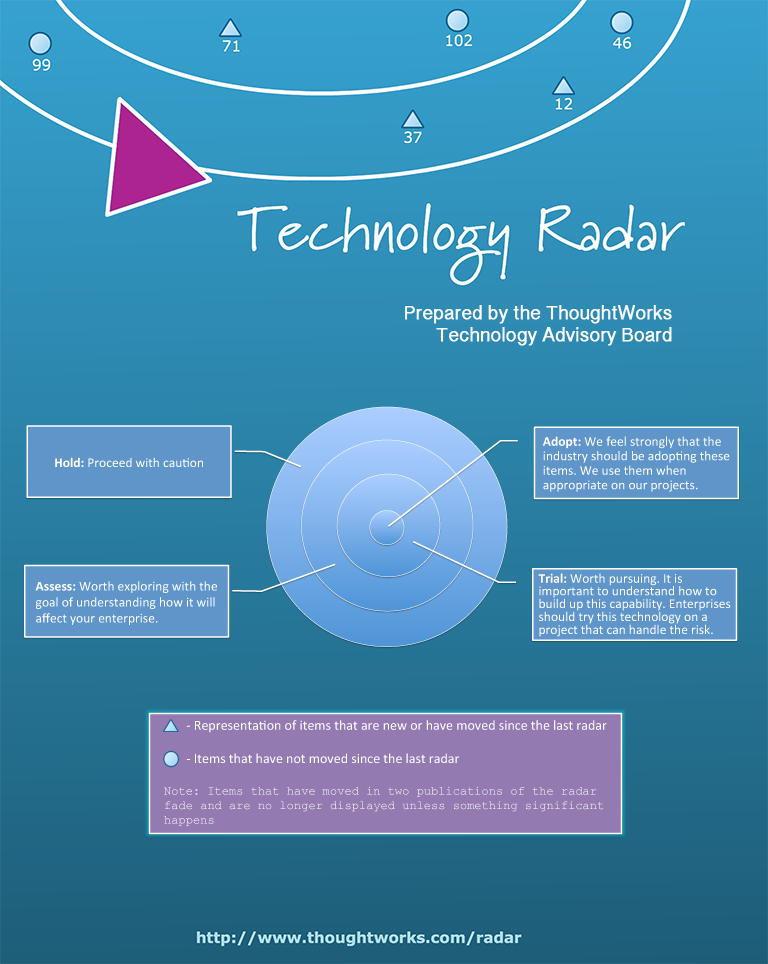 99
71
102
46
12
37
Technology Radar
Prepared by the ThoughtWorks
Technology Advisory Board
Hold: Proceed with caution
Adopt: We feel strongly that the
industry should be adopting these
items. We use them when
appropriate on our projects.
Assess: Worth exploring with the
goal of understanding how it will
affect your enterprise.
Trial: Worth pursuing. It is
important to understand how to
build up this capability. Enterprises
should try this technology on a
project that can handle the risk.
- Representation of items that are new or have moved since the last radar
- Items that have not moved since the last radar
Note: Items that have moved in two publications of the radar
fade and are no longer displayed unless something significant
happens
http://www.thoughtworks.com/radar